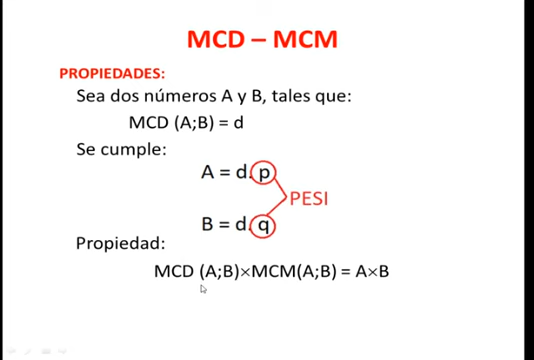 MCD – MCM
PROPIEDADES:
Sea dos números A y B, tales que:
MCD (A;B) = d
Se cumple:
A = d.p
PESI
B = d.q
Propiedad:
MCD (A;B)×MCM(A;B) = A×B